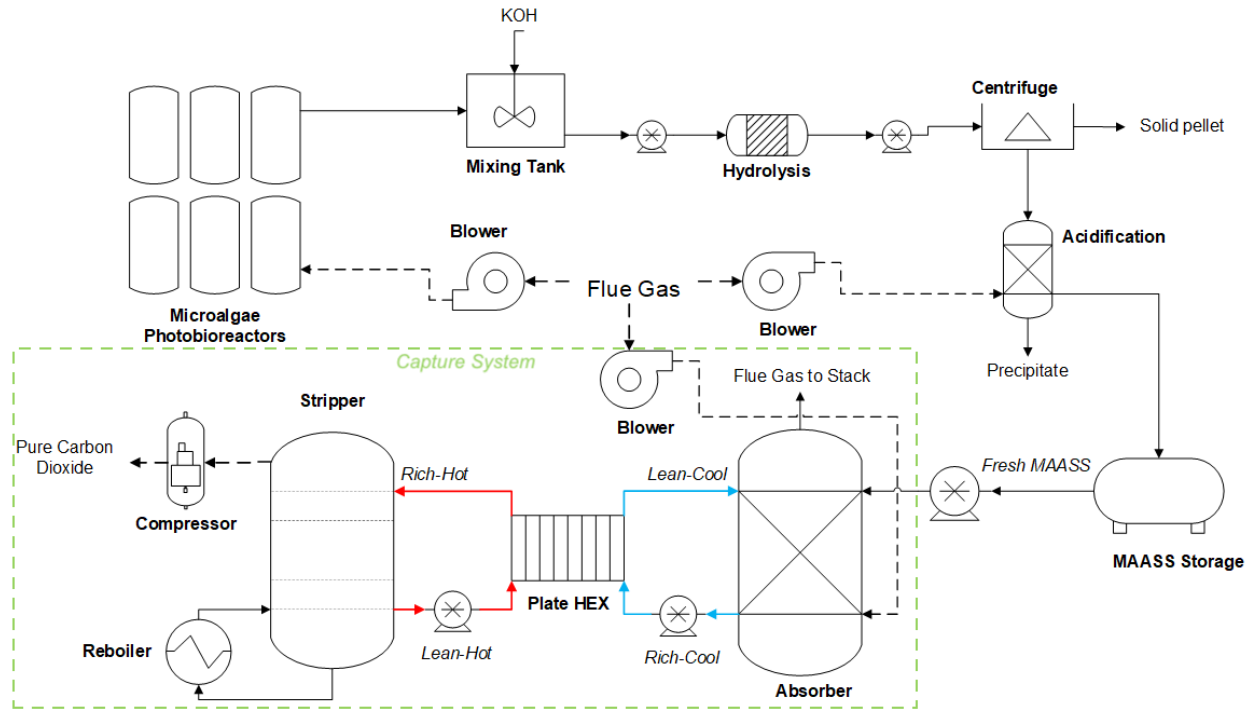 KOH
Centrifuge
Solid pellet
Mixing Tank
Hydrolysis
Blower
Acidification
Flue Gas
Microalgae
Photobioreactors
Blower
Precipitate
Capture System
Flue Gas to Stack
Stripper
Blower
Pure Carbon
Dioxide
Rich-Hot
Lean-Cool
Fresh MAASS
Compressor
MAASS Storage
Plate HEX
Reboiler
Lean-Hot
Rich-Cool
Absorber